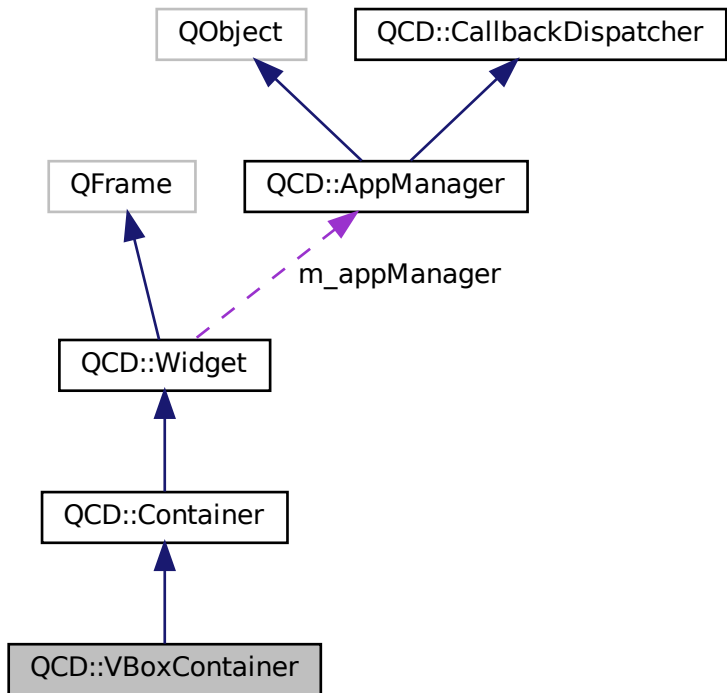 QObject
QCD::CallbackDispatcher
QFrame
QCD::AppManager
m_appManager
QCD::Widget
QCD::Container
QCD::VBoxContainer